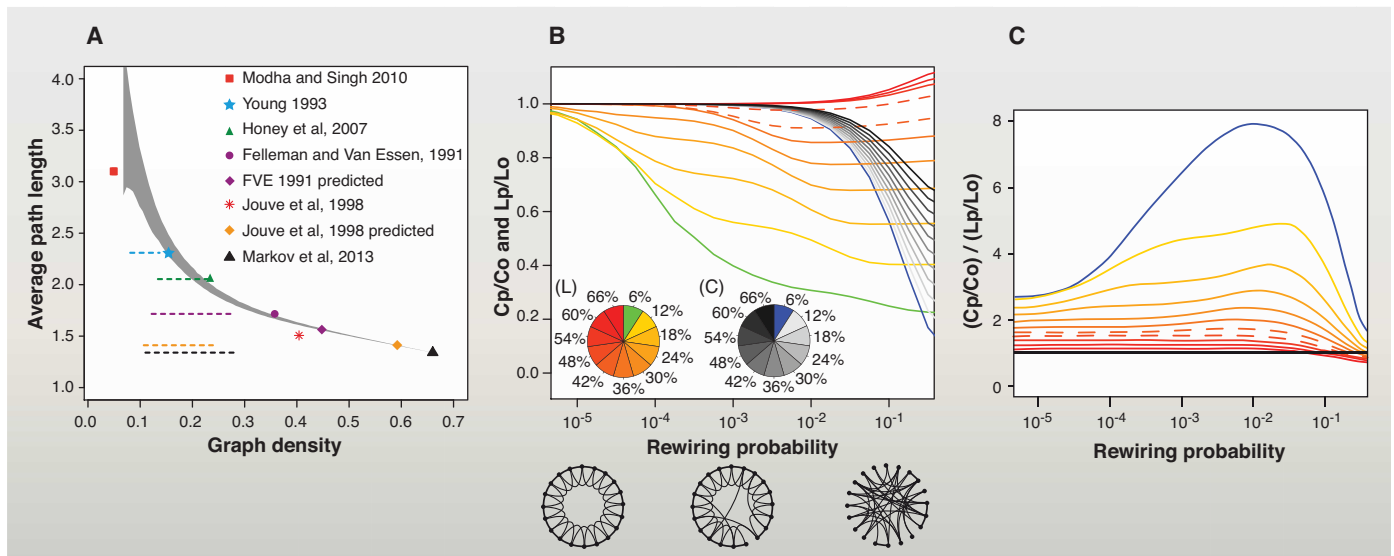 A
Average path length
4.0
3.5
3.0
2.5
2.0
1.5
1.0
0.0 0.1 0.2 0.3 0.4 0.5 0.6 0.7
Graph density
Modha and Singh 2010
Young 1993
Honey et al, 2007
Felleman and Van Essen, 1991
FVE 1991 predicted
Jouve et al, 1998
Jouve et al, 1998 predicted
Markov et al, 2013
B
Cp/Co and Lp/Lo
1.0
0.8
0.6
0.4
0.2
0.0
10-5 10-4 10-3 10-2 10-1
Rewiring probability
(L)
66% 6%
60% 12%
54% 18%
48% 24%
42% 36% 30%
(C)
66% 6%
60% 12%
54% 18%
48% 24%
42% 36% 30%
C
(Cp/Co) / (Lp/Lo)
8
6
4
2
0
10-5 10-4 10-3 10-2 10-1
Rewiring probability